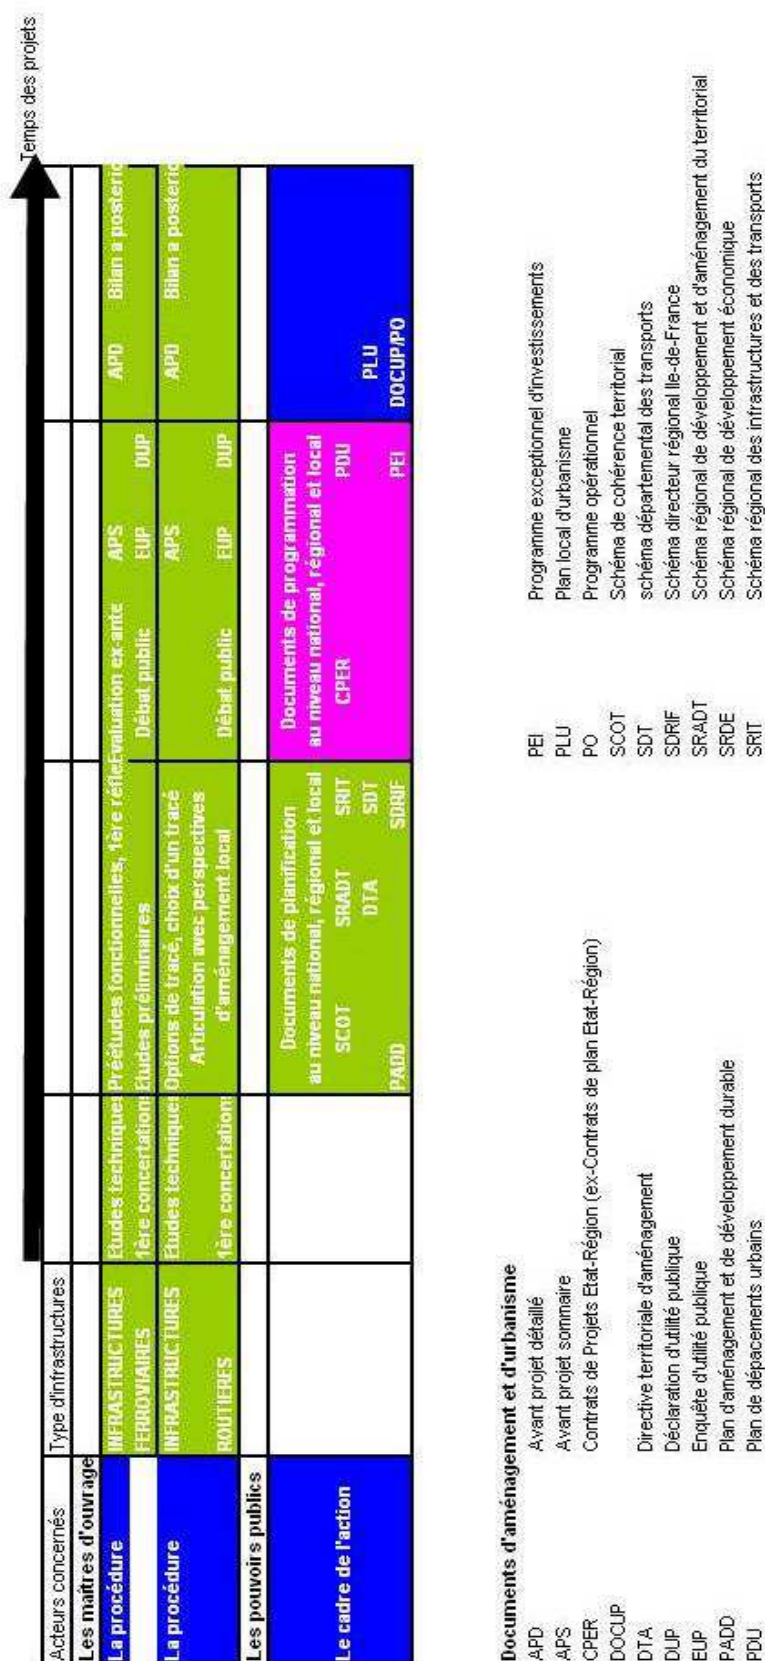 Temps des projets
Acteurs concernés Type d'infrastructures
Les maîtres d'ouvrage
La procédure INFRASTRUCTURES Etudes techniques Préétudes fonctionnelles, 1ère réfle Evaluation ex-ante APS APD Bilan a posterio
FERROVIAIRES 1ère concertation Etudes préliminaires Débat public EUP DUP
La procédure INFRASTRUCTURES Etudes technique Options de tracé, choix d'un tracé APS APD Bilan a posterio
Articulation avec perspectives
ROUTIERES 1ère concertation d'aménagement local Débat public EUP DUP
Les pouvoirs publics
Documents de planification Documents de programmation
au niveau national, régional et local au niveau national, régional et local
Le cadre de l'action SCOT SRADT SRIT CPER PDU
DTA SDT PLU
PADD SDRIF PEI DOCUP/PO
Documents d'aménagement et d'urbanisme
APD Avant projet détaillé PEI Programme exceptionnel d'investissements
APS Avant projet sommaire PLU Plan local d'urbanisme
CPER Contrats de Projets Etat-Région (ex-Contrats de plan Etat-Région) PO Programme opérationnel
DOCUP SCOT Schéma de cohérence territorial
DTA Directive territoriale d'aménagement SDT schéma départemental des transports
DUP Déclaration d'utilité publique SDRIF Schéma directeur régional Ile-de-France
EUP Enquête d'utilité publique SRADT Schéma régional de développement et d'aménagement du territorial
PADD Plan d'aménagement et de développement durable SRDE Schéma régional de développement économique
PDU Plan de dépacements urbains SRIT Schéma régional des infrastructures et des transports